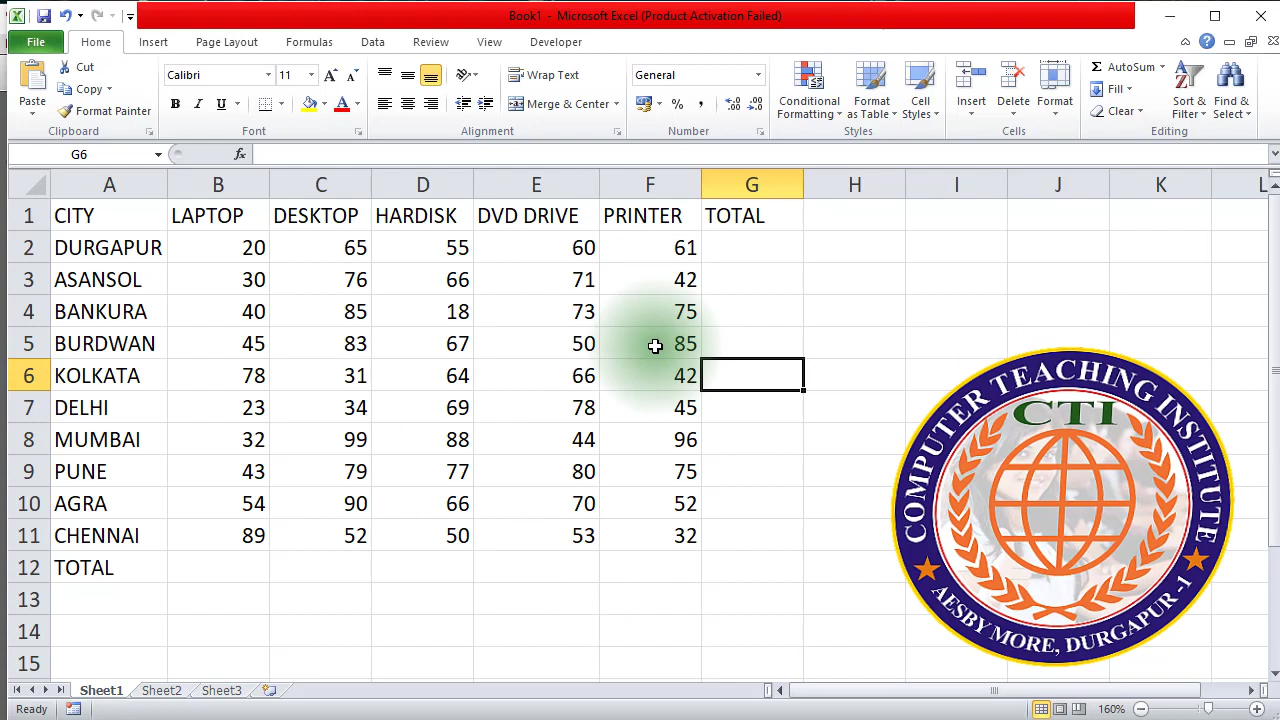 Book1 - Microsoft Excel (Product Activation Failed)
File Home Insert Page Layout Formulas Data Review View Developer
Paste
Cut
Copy
Format Painter
Clipboard
Calibri 11 A A
B I U A
Font
Wrap Text
Merge & Center
Alignment
General
% ,
Number
Conditional Formatting
Format as Table
Cell Styles
Styles
Insert
Delete
Format
Cells
Σ AutoSum
Fill
Clear
Sort & Filter
Find & Select
Editing
G6 fx
A B C D E F G H I J K L
1 CITY LAPTOP DESKTOP HARDISK DVD DRIVE PRINTER TOTAL
2 DURGAPUR 20 65 55 60 61
3 ASANSOL 30 76 66 71 42
4 BANKURA 40 85 18 73 75
5 BURDWAN 45 83 67 50 85
6 KOLKATA 78 31 64 66 42
7 DELHI 23 34 69 78 45
8 MUMBAI 32 99 88 44 96
9 PUNE 43 79 77 80 75
10 AGRA 54 90 66 70 52
11 CHENNAI 89 52 50 53 32
12 TOTAL
13
14
15
COMPUTER TEACHING INSTITUTE
CTI
AESBY MORE, DURGAPUR -1
Sheet1 Sheet2 Sheet3
Ready 160%